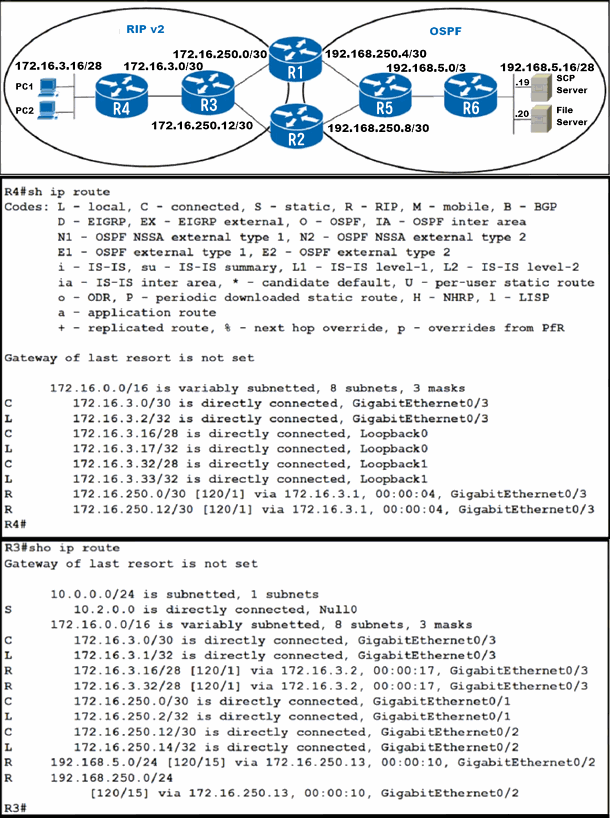 RIP v2
OSPF
172.16.3.16/28
172.16.250.0/30
172.16.3.0/30
192.168.250.4/30
192.168.5.0/3
192.168.5.16/28
PC1
PC2
R4
R3
R1
R2
R5
R6
.19
SCP
Server
.20
File
Server
172.16.250.12/30
192.168.250.8/30
R4#sh ip route
Codes: L - local, C - connected, S - static, R - RIP, M - mobile, B - BGP
D - EIGRP, EX - EIGRP external, O - OSPF, IA - OSPF inter area
N1 - OSPF NSSA external type 1, N2 - OSPF NSSA external type 2
E1 - OSPF external type 1, E2 - OSPF external type 2
i - IS-IS, su - IS-IS summary, L1 - IS-IS level-1, L2 - IS-IS level-2
ia - IS-IS inter area, * - candidate default, U - per-user static route
o - ODR, P - periodic downloaded static route, H - NHRP, l - LISP
a - application route
+ - replicated route, % - next hop override, p - overrides from PfR
Gateway of last resort is not set
172.16.0.0/16 is variably subnetted, 8 subnets, 3 masks
C 172.16.3.0/30 is directly connected, GigabitEthernet0/3
L 172.16.3.2/32 is directly connected, GigabitEthernet0/3
C 172.16.3.16/28 is directly connected, Loopback0
L 172.16.3.17/32 is directly connected, Loopback0
C 172.16.3.32/28 is directly connected, Loopback1
L 172.16.3.33/32 is directly connected, Loopback1
R 172.16.250.0/30 [120/1] via 172.16.3.1, 00:00:04, GigabitEthernet0/3
R 172.16.250.12/30 [120/1] via 172.16.3.1, 00:00:04, GigabitEthernet0/3
R4#
R3#sho ip route
Gateway of last resort is not set
10.0.0.0/24 is subnetted, 1 subnets
S 10.2.0.0 is directly connected, Null0
172.16.0.0/16 is variably subnetted, 8 subnets, 3 masks
C 172.16.3.0/30 is directly connected, GigabitEthernet0/3
L 172.16.3.1/32 is directly connected, GigabitEthernet0/3
R 172.16.3.16/28 [120/1] via 172.16.3.2, 00:00:17, GigabitEthernet0/3
R 172.16.3.32/28 [120/1] via 172.16.3.2, 00:00:17, GigabitEthernet0/3
C 172.16.250.0/30 is directly connected, GigabitEthernet0/1
L 172.16.250.2/32 is directly connected, GigabitEthernet0/1
C 172.16.250.12/30 is directly connected, GigabitEthernet0/2
L 172.16.250.14/32 is directly connected, GigabitEthernet0/2
R 192.168.5.0/24 [120/15] via 172.16.250.13, 00:00:10, GigabitEthernet0/2
R 192.168.250.0/24
[120/15] via 172.16.250.13, 00:00:10, GigabitEthernet0/2
R3#